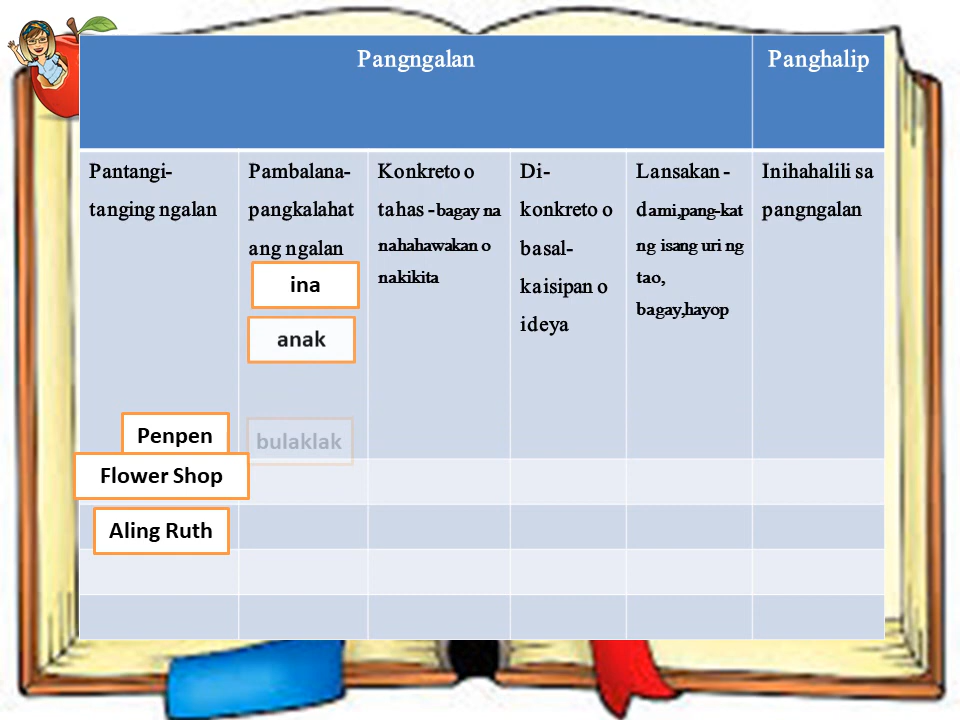 Pangngalan
Panghalip
Pantangi-
tanging ngalan
Pambalana-
pangkalahat
ang ngalan
Konkreto o
tahas -bagay na
nahahawakan o
nakikita
Di-
konkreto o
basal-
kaisipan o
ideya
Lansakan -
dami,pang-kat
ng isang uri ng
tao,
bagay,hayop
Inihahalili sa
pangngalan
ina
anak
bulaklak
Penpen
Flower Shop
Aling Ruth